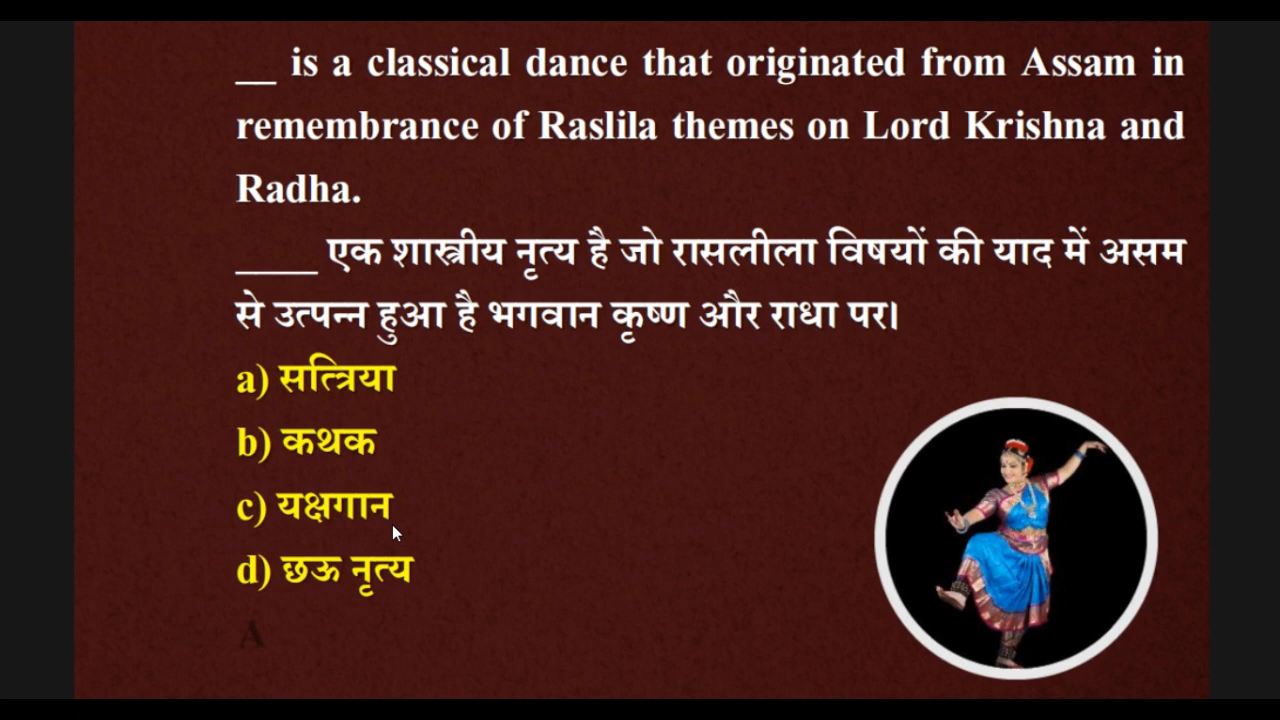 __ is a classical dance that originated from Assam in
remembrance of Raslila themes on Lord Krishna and
Radha.
____ एक शास्त्रीय नृत्य है जो रासलीला विषयों की याद में असम
से उत्पन्न हुआ है भगवान कृष्ण और राधा पर।
a) सत्त्रिया
b) कथक
c) यक्षगान
d) छऊ नृत्य
A